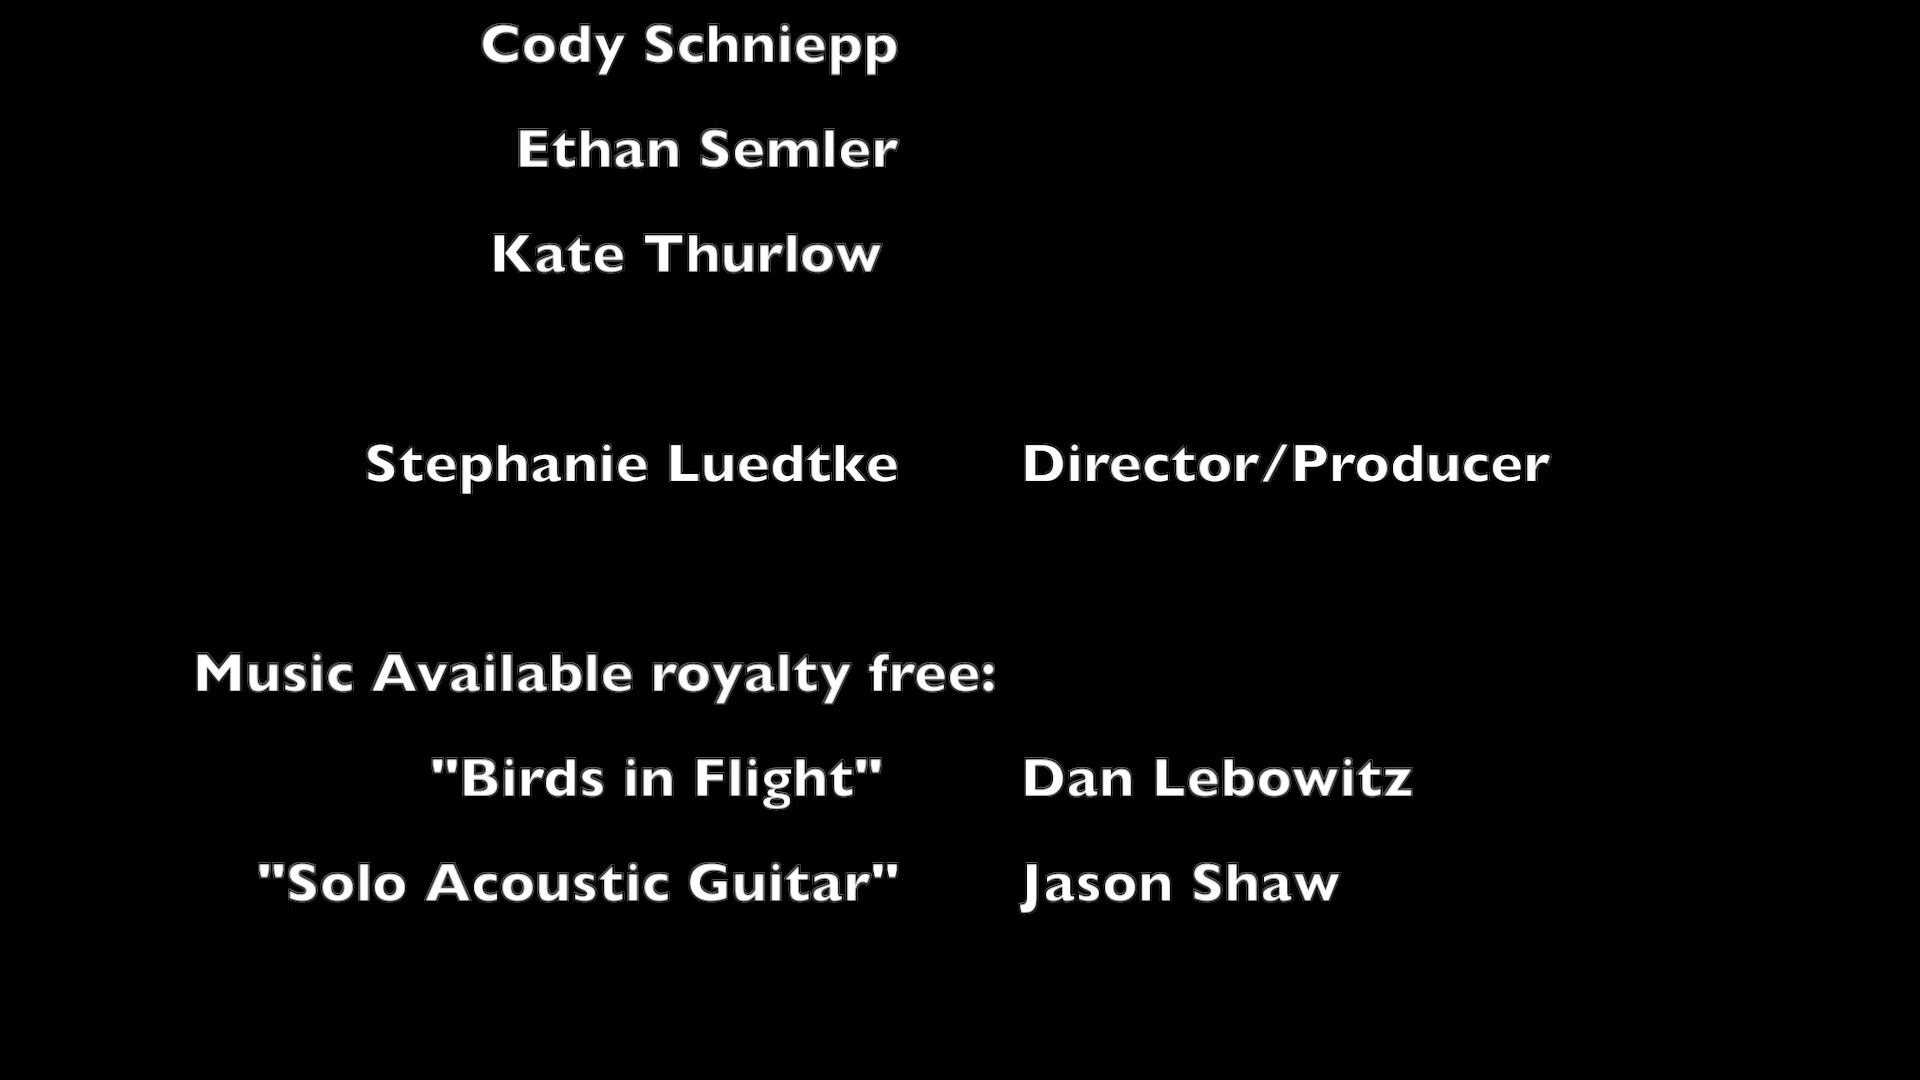 Cody Schniepp
Ethan Semler
Kate Thurlow
Stephanie Luedtke Director/Producer
Music Available royalty free:
"Birds in Flight" Dan Lebowitz
"Solo Acoustic Guitar" Jason Shaw